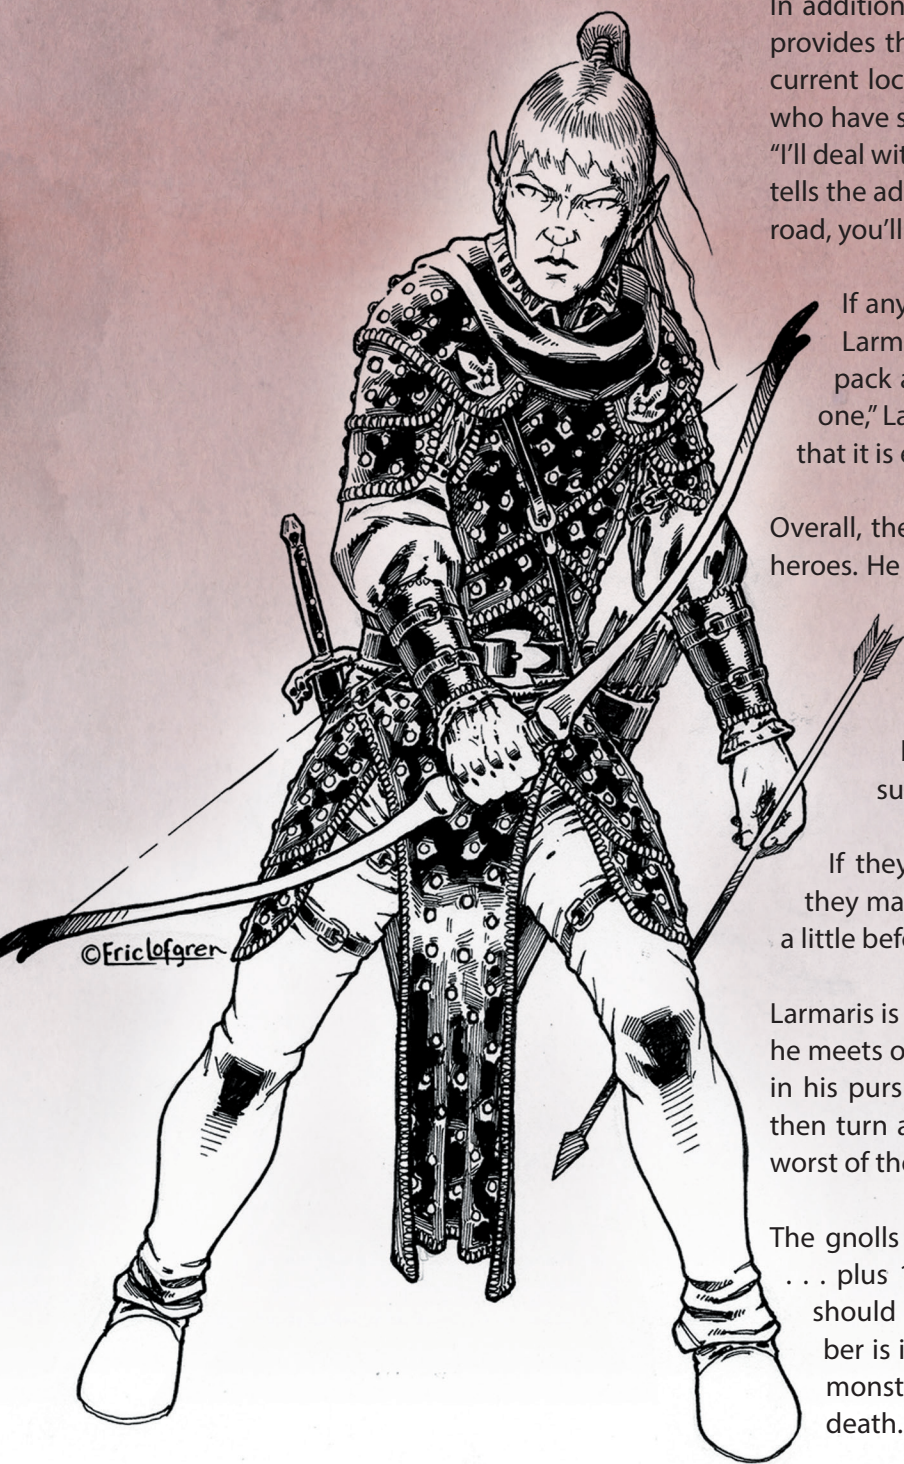 In addition
provides th
current loc
who have s
“I’ll deal wit
tells the ad
road, you’ll
If any
Larm
pack a
one,” La
that it is e
Overall, the
heroes. He
su
If they
they ma
a little befo
Larmaris is
he meets o
in his purs
then turn a
worst of the
The gnolls
. . . plus 1
should
ber is i
monst
death.
©Eric Lofgren